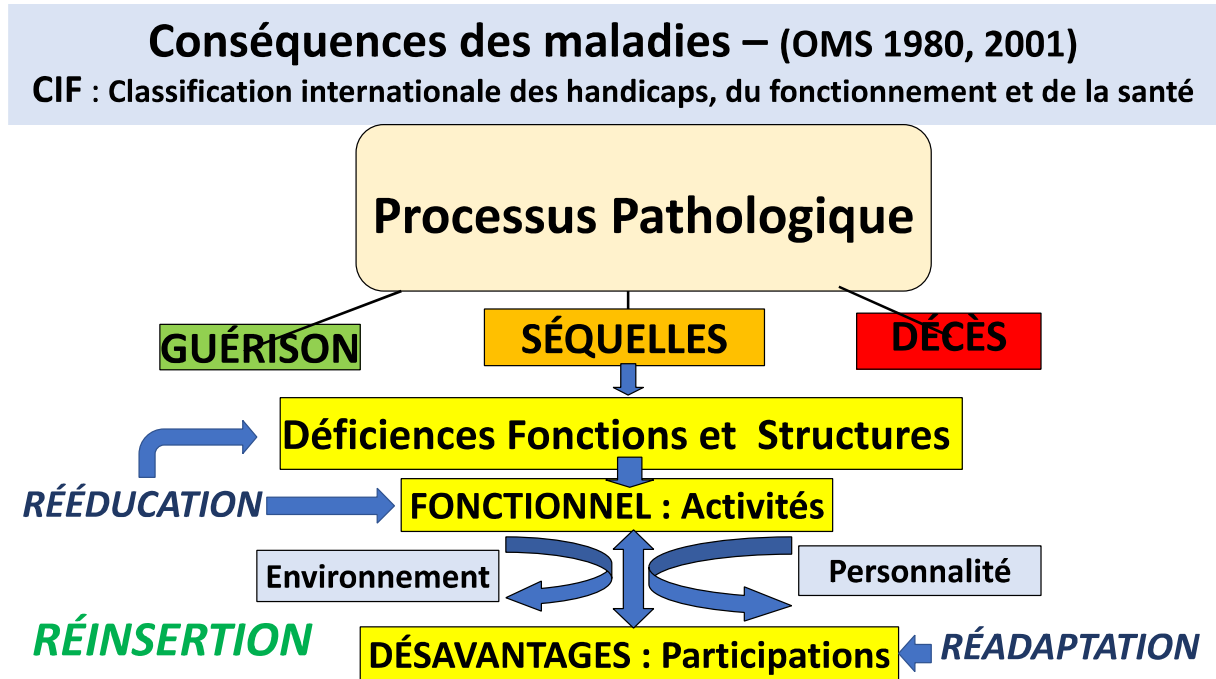 Conséquences des maladies – (OMS 1980, 2001)
CIF : Classification internationale des handicaps, du fonctionnement et de la santé
Processus Pathologique
GUÉRISON
SÉQUELLES
DÉCÈS
Déficiences Fonctions et Structures
RÉÉDUCATION
FONCTIONNEL : Activités
Environnement
Personnalité
RÉINSERTION
DÉSAVANTAGES : Participations
RÉADAPTATION